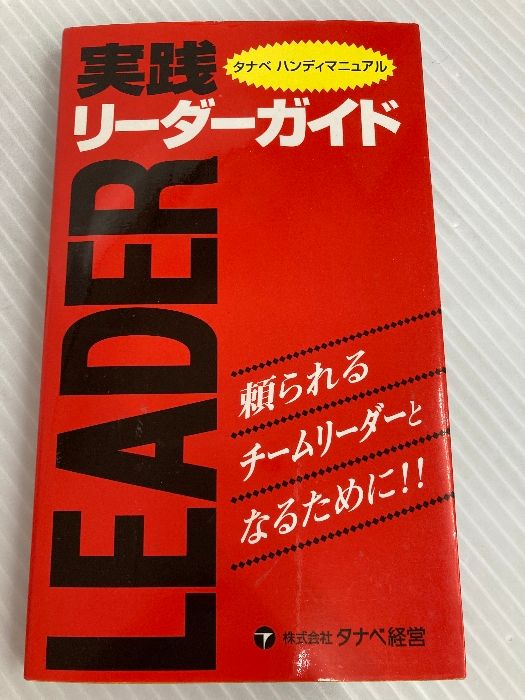 実践
タナベ ハンディマニュアル
リーダーガイド
LEADER
頼られる
チームリーダーと
なるために!!
株式会社 タナベ経営